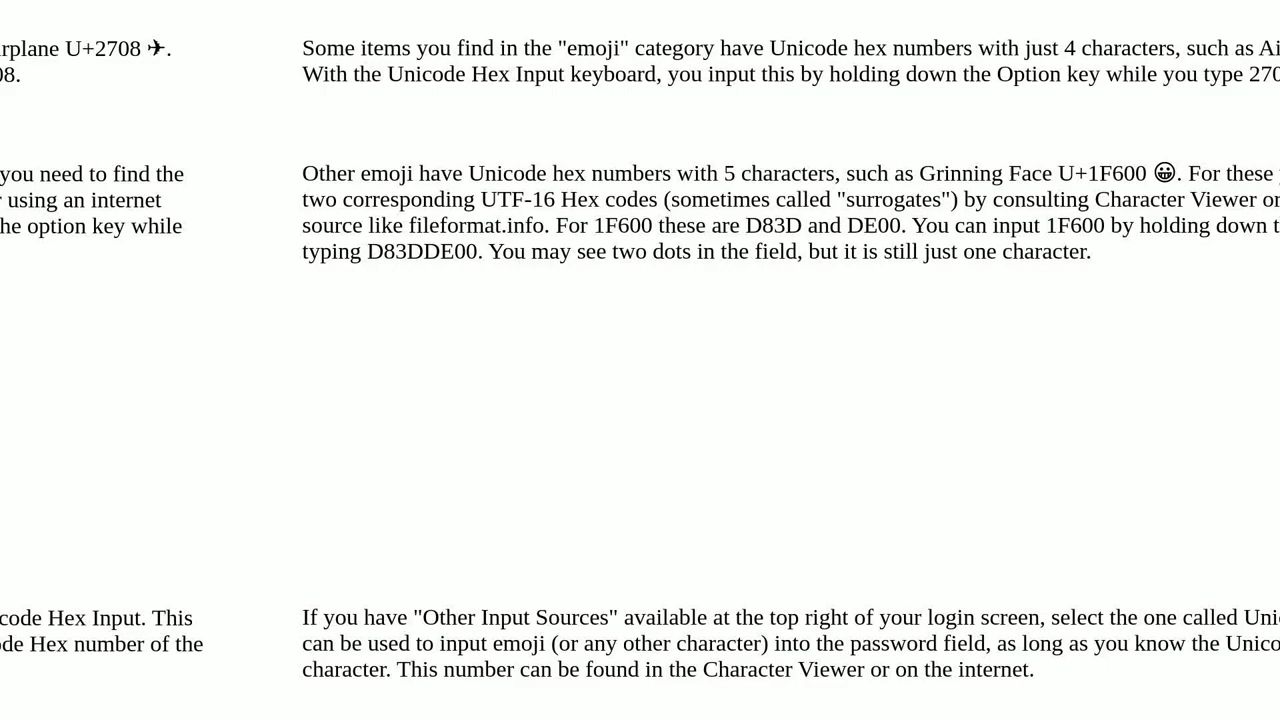 rplane U+2708 ✈.
08.
you need to find the
r using an internet
he option key while
code Hex Input. This
de Hex number of the
Some items you find in the "emoji" category have Unicode hex numbers with just 4 characters, such as Ai
With the Unicode Hex Input keyboard, you input this by holding down the Option key while you type 270
Other emoji have Unicode hex numbers with 5 characters, such as Grinning Face U+1F600 😀. For these
two corresponding UTF-16 Hex codes (sometimes called "surrogates") by consulting Character Viewer or
source like fileformat.info. For 1F600 these are D83D and DE00. You can input 1F600 by holding down t
typing D83DDE00. You may see two dots in the field, but it is still just one character.
If you have "Other Input Sources" available at the top right of your login screen, select the one called Uni
can be used to input emoji (or any other character) into the password field, as long as you know the Unico
character. This number can be found in the Character Viewer or on the internet.